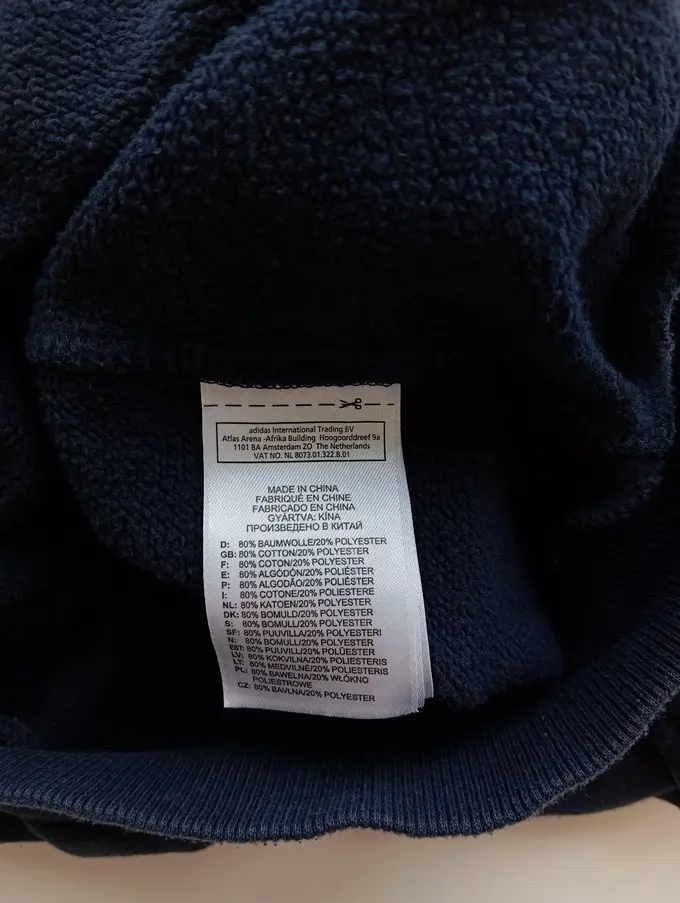 adidas International Trading BV
Atlas Arena -Afrika Building Hoogoorddreef 9a
1101 BA Amsterdam ZO The Netherlands
VAT NO. NL 8073.01.322.B.01
MADE IN CHINA
FABRIQUÉ EN CHINE
FABRICADO EN CHINA
GYÁRTVA: KÍNA
ПРОИЗВЕДЕНО В КИТАЙ
D: 80% BAUMWOLLE/20% POLYESTER
GB: 80% COTTON/20% POLYESTER
F: 80% COTON/20% POLYESTER
E: 80% ALGODÓN/20% POLIÉSTER
P: 80% ALGODÃO/20% POLIÉSTER
I: 80% COTONE/20% POLIESTERE
NL: 80% KATOEN/20% POLYESTER
DK: 80% BOMULD/20% POLYESTER
S: 80% BOMULL/20% POLYESTER
SF: 80% PUUVILLA/20% POLYESTERI
N: 80% BOMULL/20% POLYESTER
EST: 80% PUUVILL/20% POLÜESTER
LV: 80% KOKVILNA/20% POLIESTERIS
LT: 80% MEDVILNĖ/20% POLIESTERIS
PL: 80% BAWEŁNA/20% WŁÓKNO
POLIESTROWE
CZ: 80% BAVLNA/20% POLYESTER